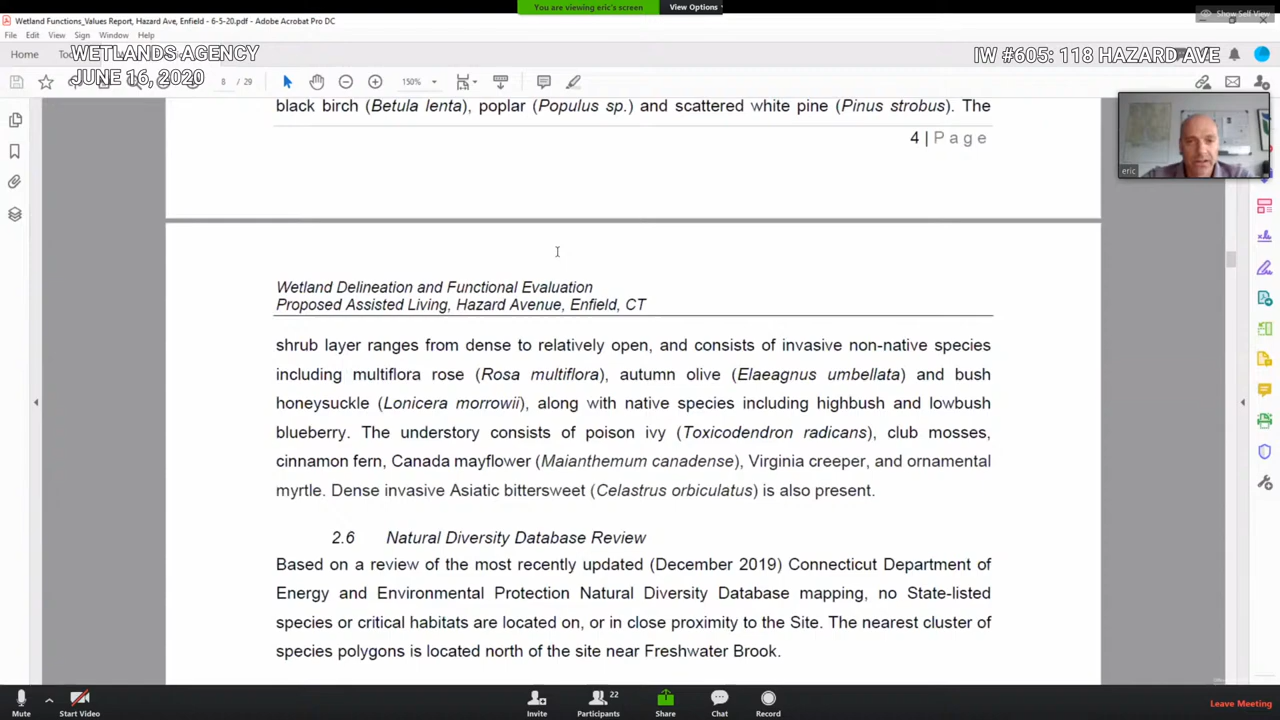 You are viewing eric's screen
View Options
Show Self View
Wetland Functions_Values Report, Hazard Ave, Enfield - 6-5-20.pdf - Adobe Acrobat Pro DC
File Edit View Sign Window Help
Home
WETLANDS AGENCY
JUNE 16, 2020
IW #605: 118 HAZARD AVE
8 / 29
150%
eric
black birch (Betula lenta), poplar (Populus sp.) and scattered white pine (Pinus strobus). The
4 | Page
Wetland Delineation and Functional Evaluation
Proposed Assisted Living, Hazard Avenue, Enfield, CT
shrub layer ranges from dense to relatively open, and consists of invasive non-native species
including multiflora rose (Rosa multiflora), autumn olive (Elaeagnus umbellata) and bush
honeysuckle (Lonicera morrowii), along with native species including highbush and lowbush
blueberry. The understory consists of poison ivy (Toxicodendron radicans), club mosses,
cinnamon fern, Canada mayflower (Maianthemum canadense), Virginia creeper, and ornamental
myrtle. Dense invasive Asiatic bittersweet (Celastrus orbiculatus) is also present.
2.6 Natural Diversity Database Review
Based on a review of the most recently updated (December 2019) Connecticut Department of
Energy and Environmental Protection Natural Diversity Database mapping, no State-listed
species or critical habitats are located on, or in close proximity to the Site. The nearest cluster of
species polygons is located north of the site near Freshwater Brook.
Mute
Start Video
Invite
Participants
22
Share
Chat
Record
Leave Meeting